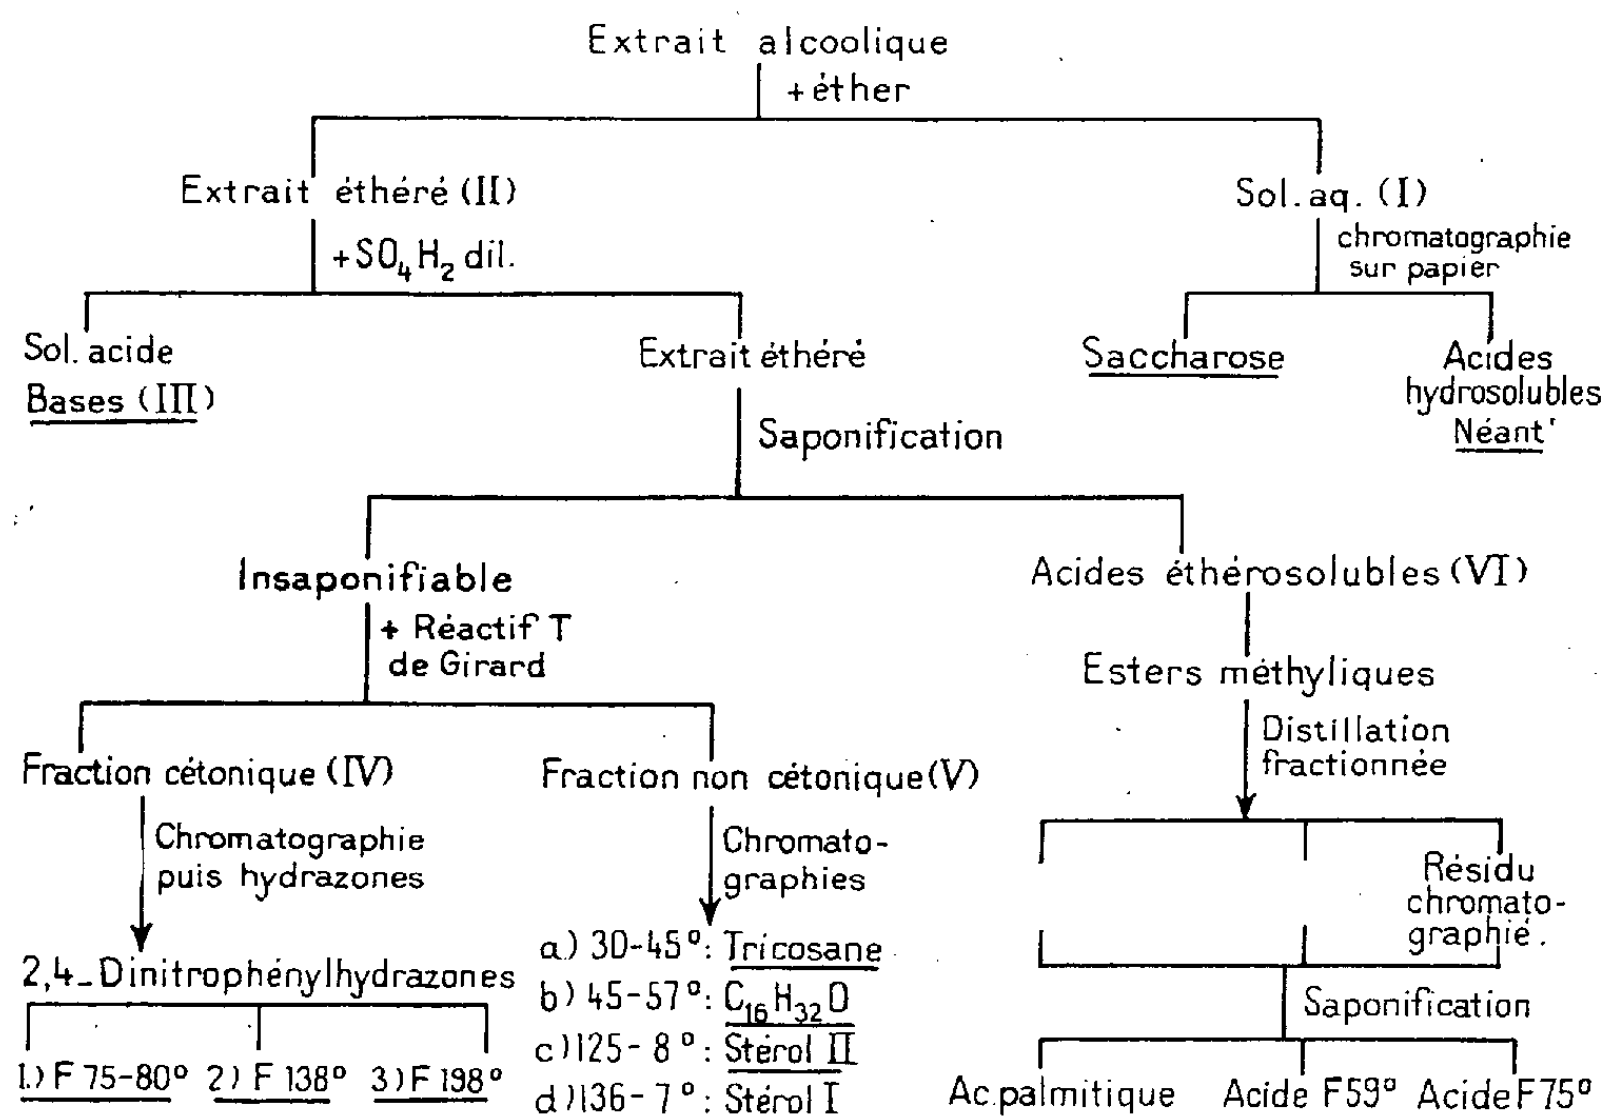 Extrait alcoolique
+ éther
Extrait éthéré (II)
Sol. aq. (I)
+ SO₄H₂ dil.
chromatographie
sur papier
Sol. acide
Bases (III)
Extrait éthéré
Saccharose
Acides
hydrosolubles
Néant
Saponification
Insaponifiable
Acides éthérosolubles (VI)
+ Réactif T
de Girard
Esters méthyliques
Distillation
fractionnée
Fraction cétonique (IV)
Fraction non cétonique (V)
Chromatographie
puis hydrazones
Chromato-
graphies
Résidu
chromato-
graphié.
2,4-Dinitrophénylhydrazones
1.) F 75-80°
2) F 138°
3) F 198°
a) 30-45°: Tricosane
b) 45-57°: C₁₆H₃₂O
c) 125-8°: Stérol II
d) 136-7°: Stérol I
Saponification
Ac. palmitique
Acide F59°
Acide F75°